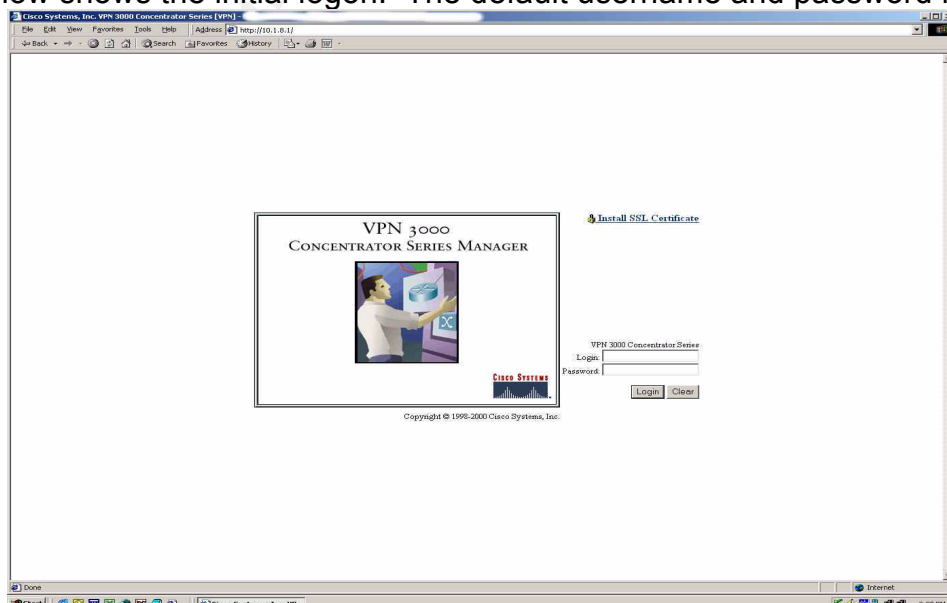 low shows the initial logon. The default username and password
Cisco Systems, Inc. VPN 3000 Concentrator Series [VPN] -
File Edit View Favorites Tools Help Address http://10.1.8.1/
Back Search Favorites History
Install SSL Certificate
VPN 3000
CONCENTRATOR SERIES MANAGER
CISCO SYSTEMS
VPN 3000 Concentrator Series
Login:
Password:
Login Clear
Copyright © 1998-2000 Cisco Systems, Inc.
Done Internet
Start